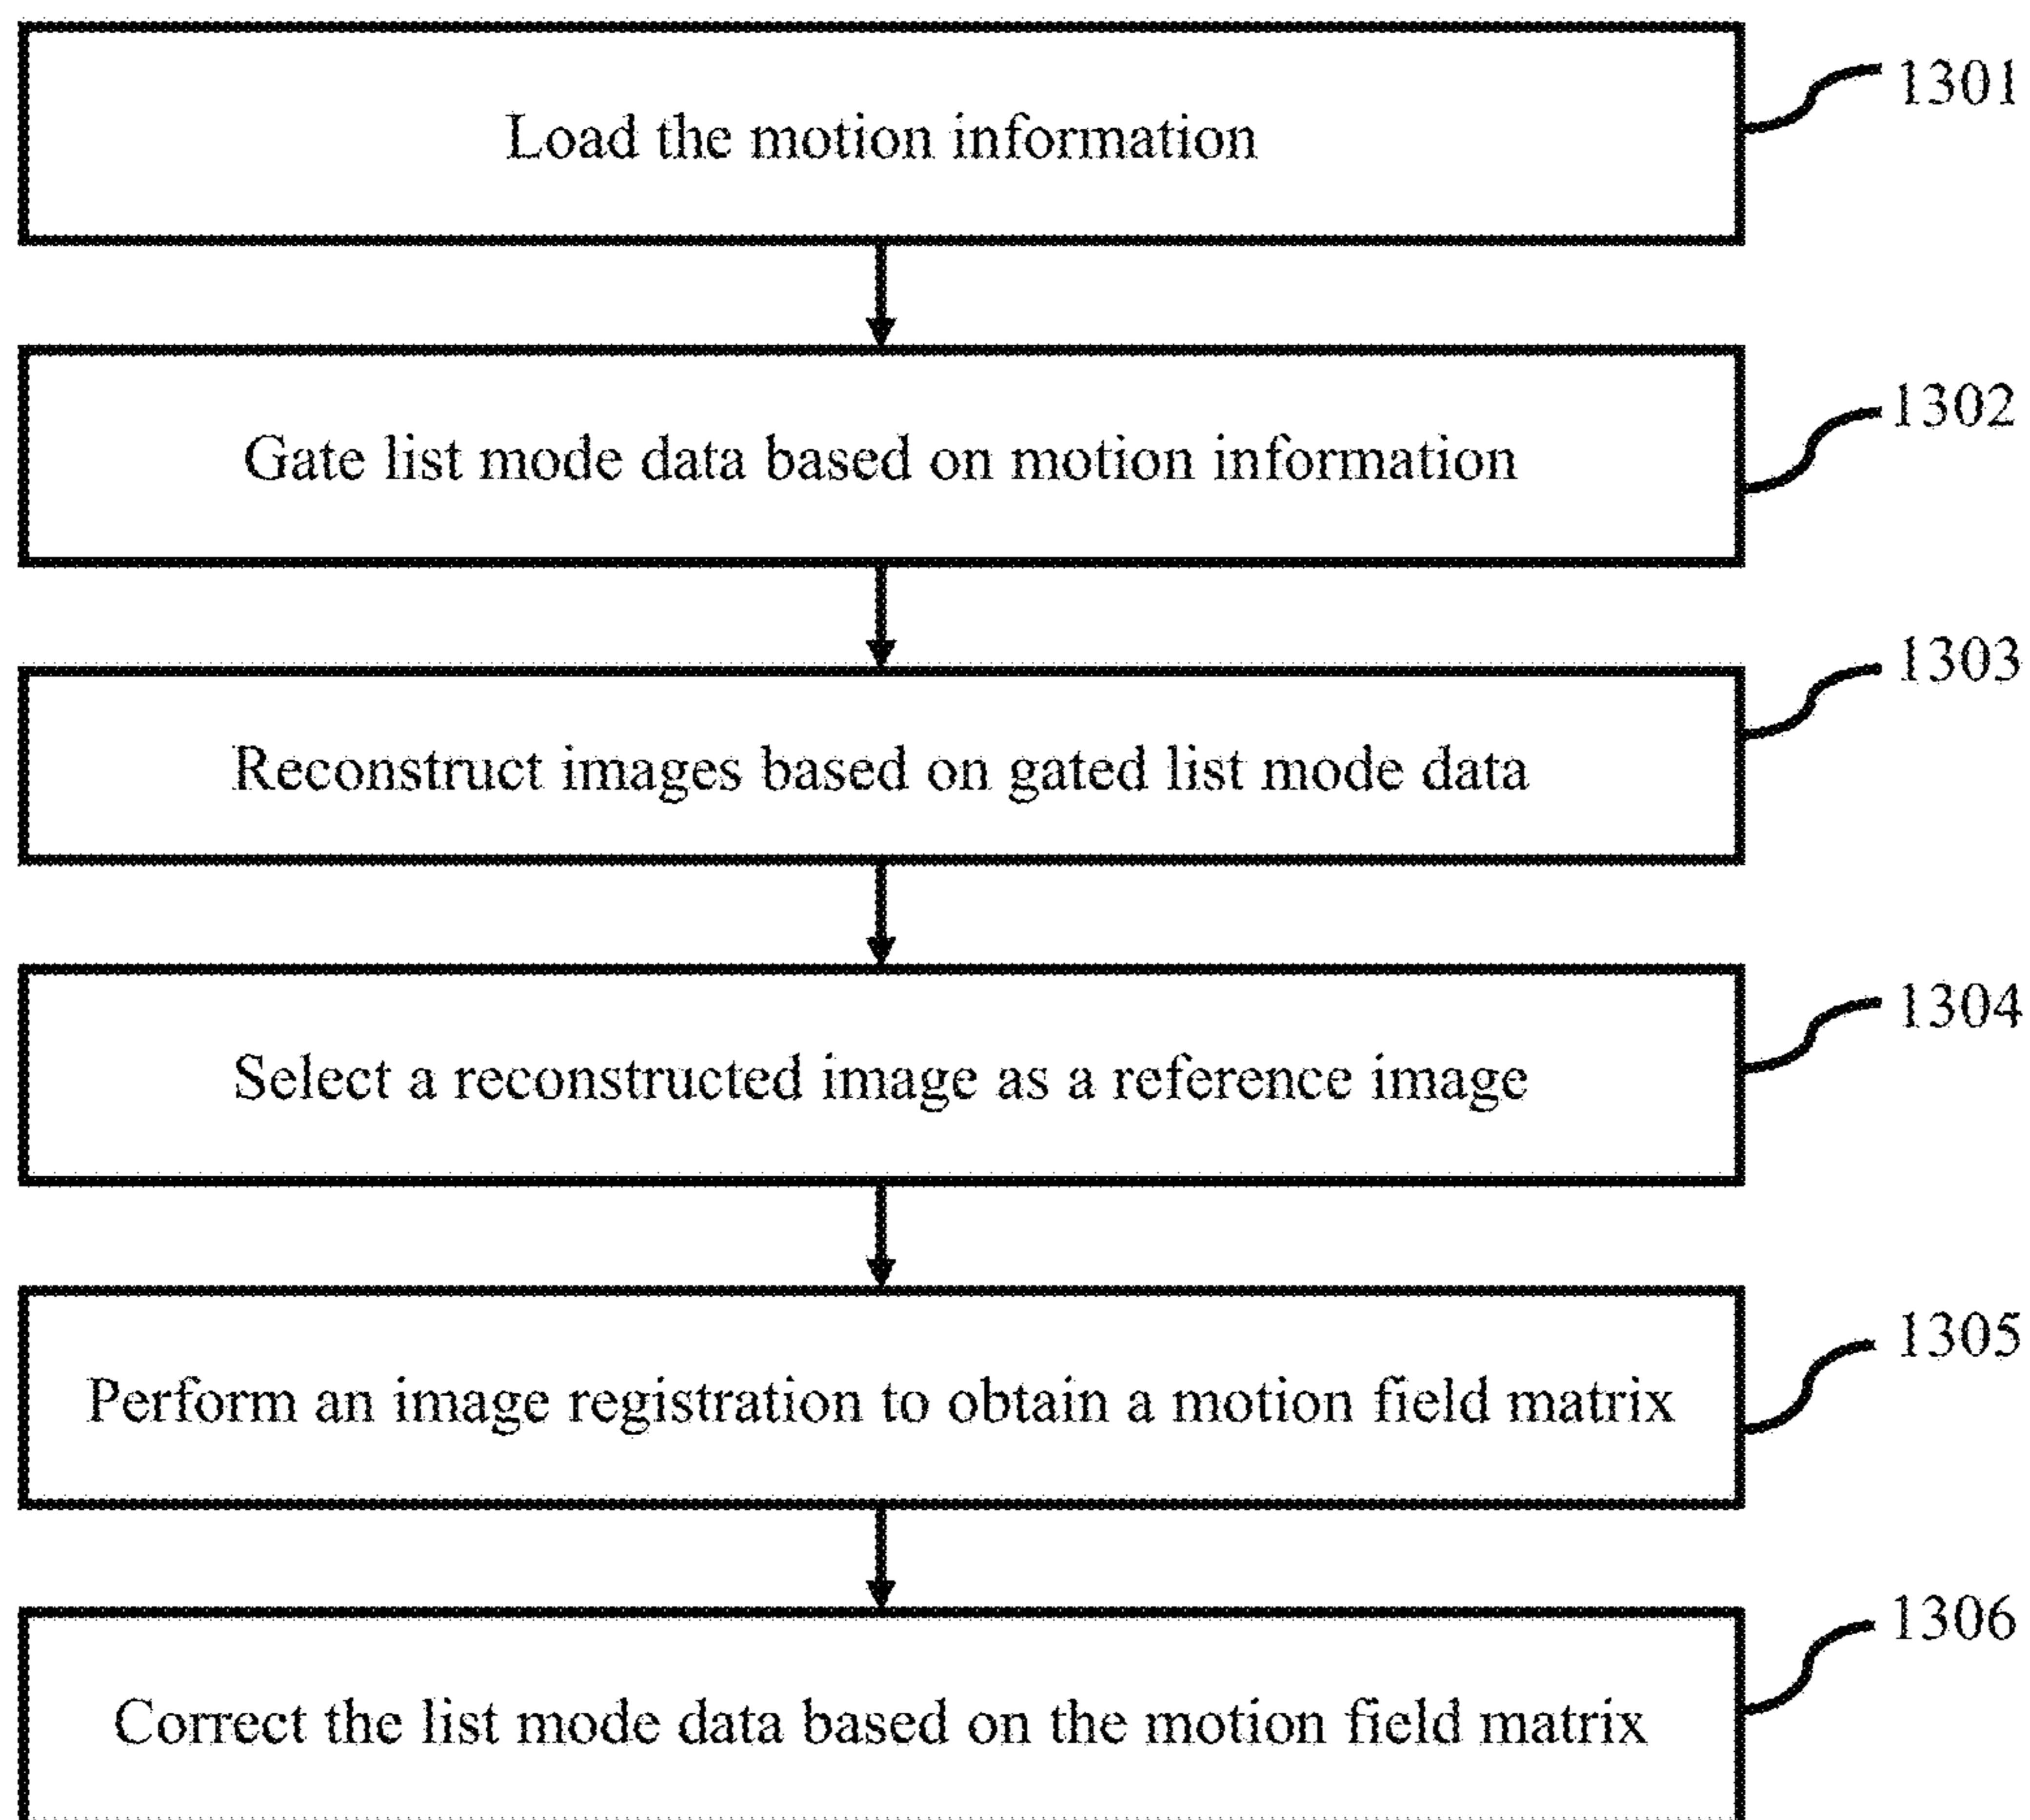 Load the motion information
1301
Gate list mode data based on motion information
1302
Reconstruct images based on gated list mode data
1303
Select a reconstructed image as a reference image
1304
Perform an image registration to obtain a motion field matrix
1305
Correct the list mode data based on the motion field matrix
1306